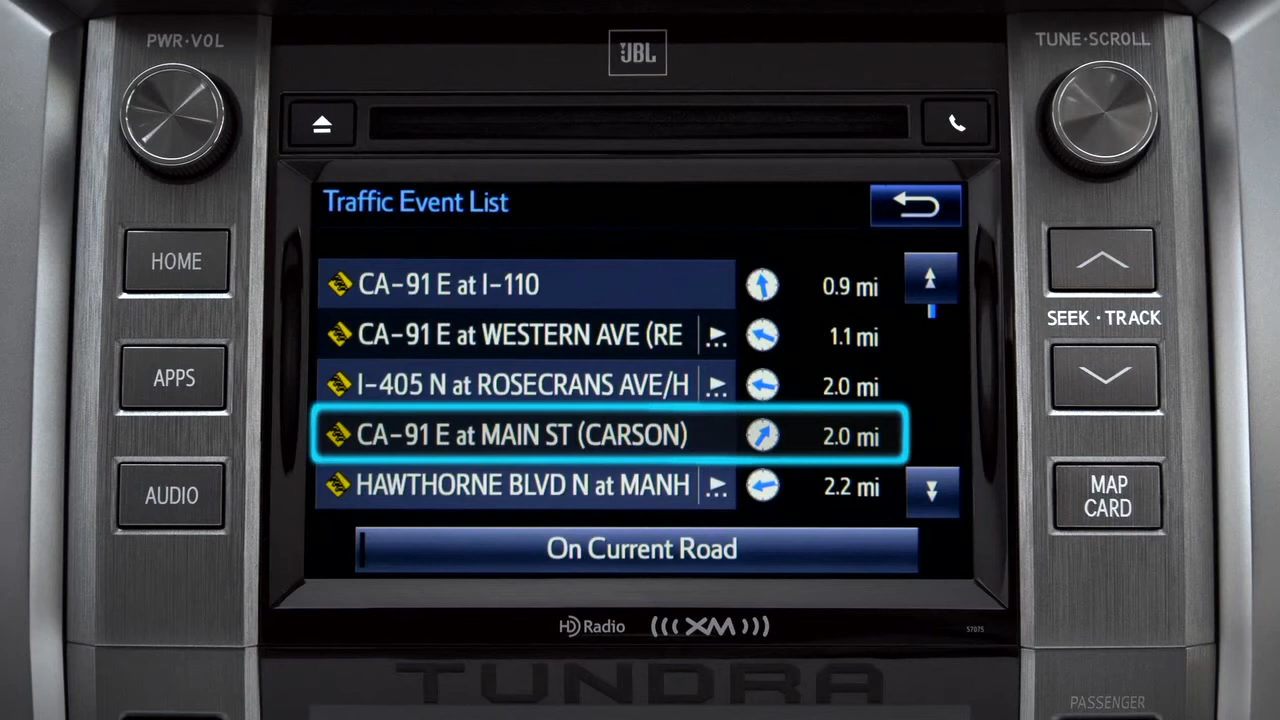 PWR·VOL
JBL
TUNE·SCROLL
Traffic Event List
HOME
CA-91 E at I-110
0.9 mi
SEEK · TRACK
CA-91 E at WESTERN AVE (RE
1.1 mi
APPS
I-405 N at ROSECRANS AVE/H
2.0 mi
CA-91 E at MAIN ST (CARSON)
2.0 mi
AUDIO
HAWTHORNE BLVD N at MANH
2.2 mi
MAP
CARD
On Current Road
HD Radio
((( XM )))
57075
TUNDRA
PASSENGER